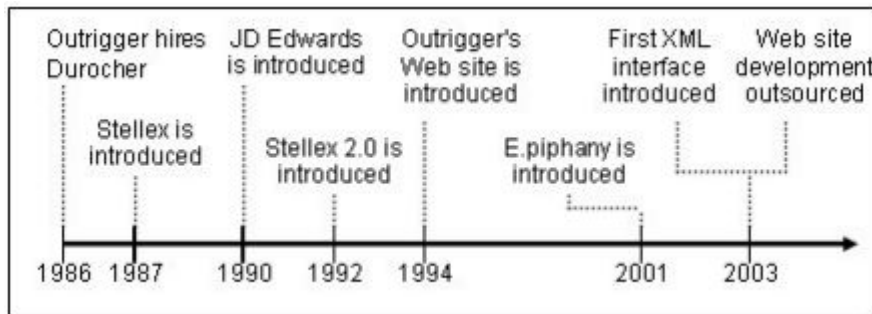 Outrigger hires
Durocher
JD Edwards
is introduced
Outrigger's
Web site is
introduced
First XML
interface
introduced
Web site
development
outsourced
Stellex is
introduced
Stellex 2.0 is
introduced
E.piphany is
introduced
1986
1987
1990
1992
1994
2001
2003